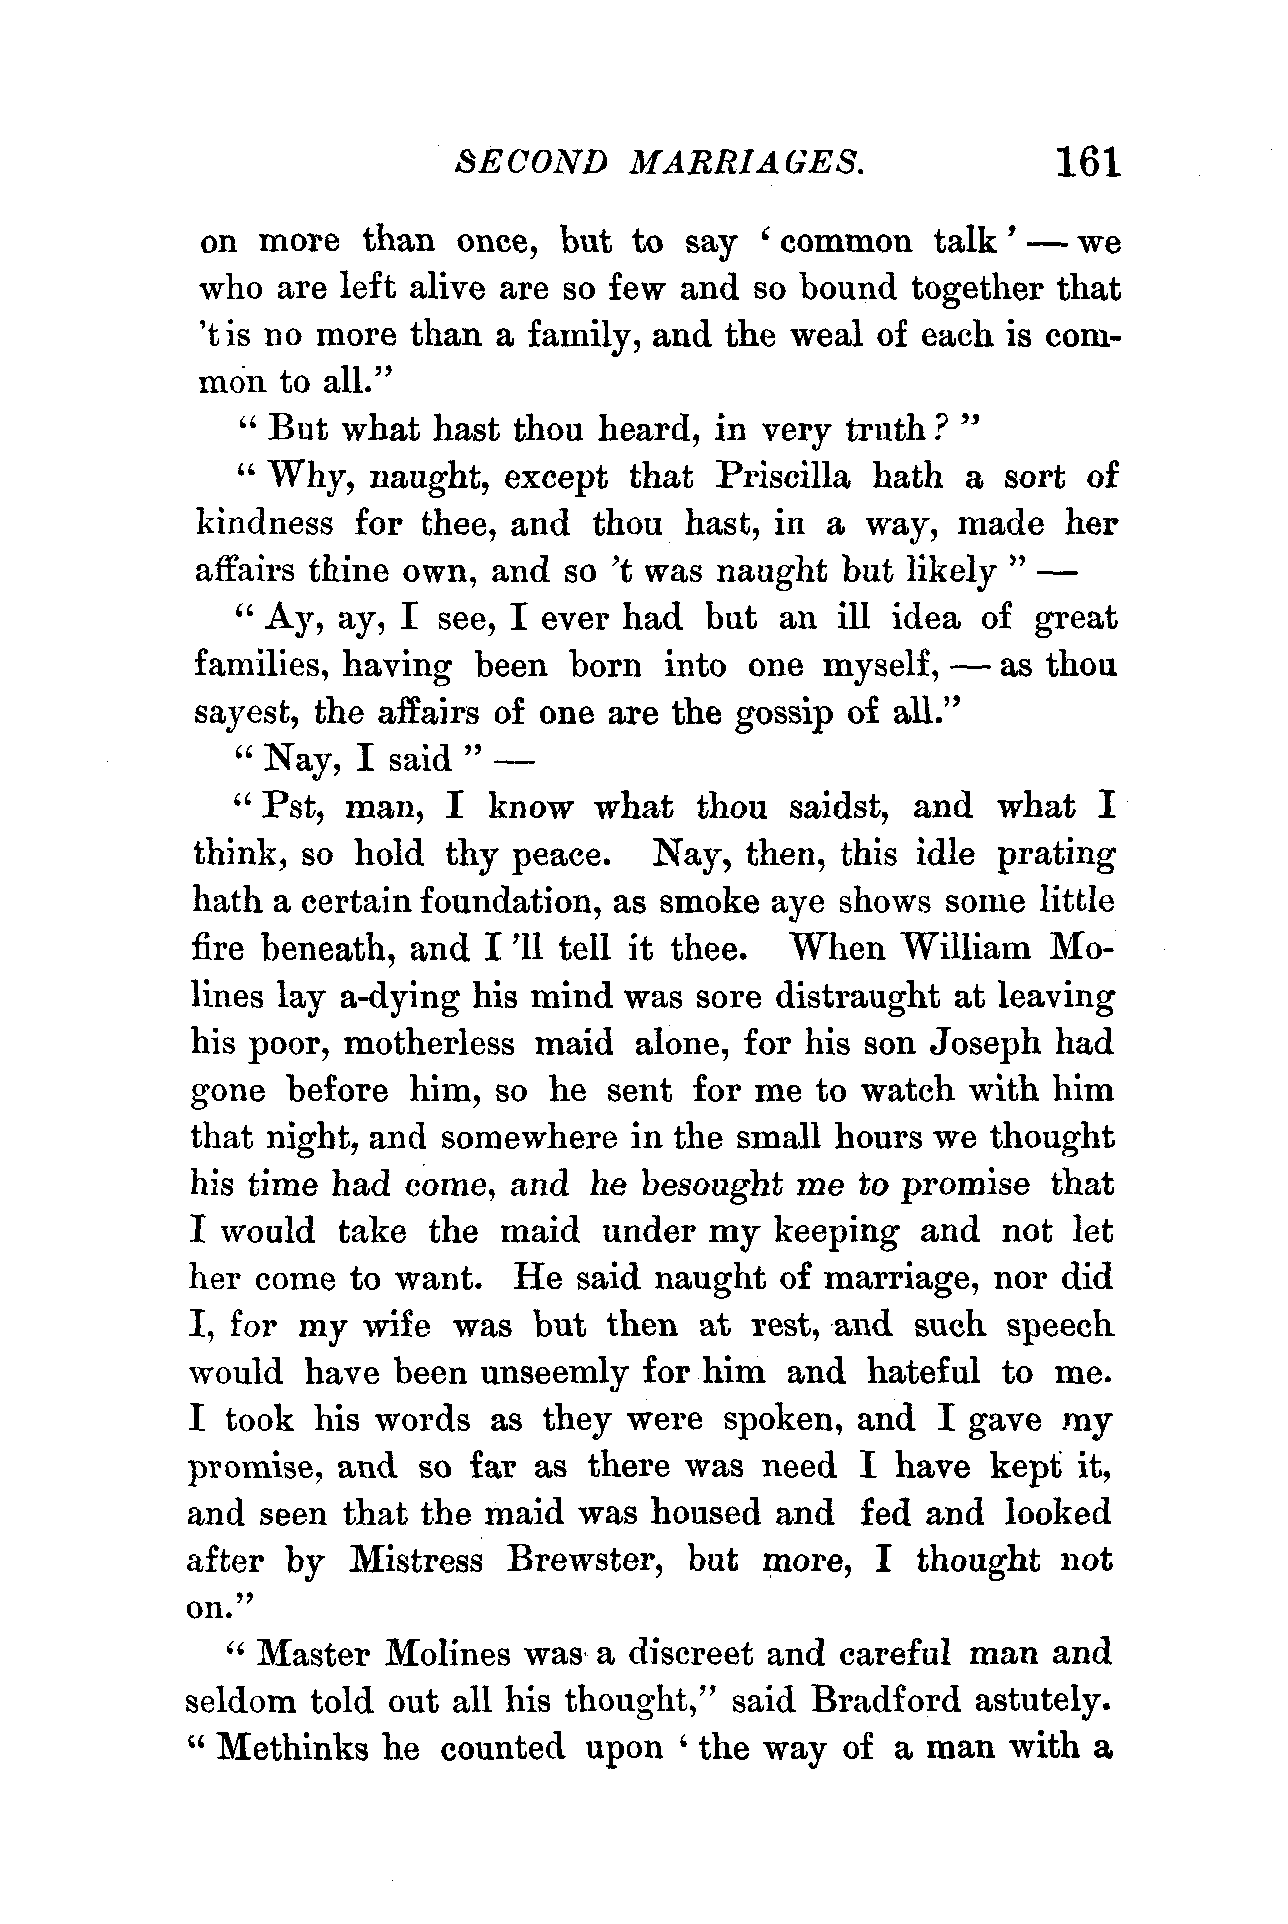 SECOND MARRIAGES. 161
on more than once, but to say ‘ common talk ’ — we
who are left alive are so few and so bound together that
’t is no more than a family, and the weal of each is com-
mon to all.”
“ But what hast thou heard, in very truth ? ”
“ Why, naught, except that Priscilla hath a sort of
kindness for thee, and thou hast, in a way, made her
affairs thine own, and so ’t was naught but likely ” —
“ Ay, ay, I see, I ever had but an ill idea of great
families, having been born into one myself, — as thou
sayest, the affairs of one are the gossip of all.”
“ Nay, I said ” —
“ Pst, man, I know what thou saidst, and what I
think, so hold thy peace. Nay, then, this idle prating
hath a certain foundation, as smoke aye shows some little
fire beneath, and I ’ll tell it thee. When William Mo-
lines lay a-dying his mind was sore distraught at leaving
his poor, motherless maid alone, for his son Joseph had
gone before him, so he sent for me to watch with him
that night, and somewhere in the small hours we thought
his time had come, and he besought me to promise that
I would take the maid under my keeping and not let
her come to want. He said naught of marriage, nor did
I, for my wife was but then at rest, and such speech
would have been unseemly for him and hateful to me.
I took his words as they were spoken, and I gave my
promise, and so far as there was need I have kept it,
and seen that the maid was housed and fed and looked
after by Mistress Brewster, but more, I thought not
on.”
“ Master Molines was a discreet and careful man and
seldom told out all his thought,” said Bradford astutely.
“ Methinks he counted upon ‘ the way of a man with a